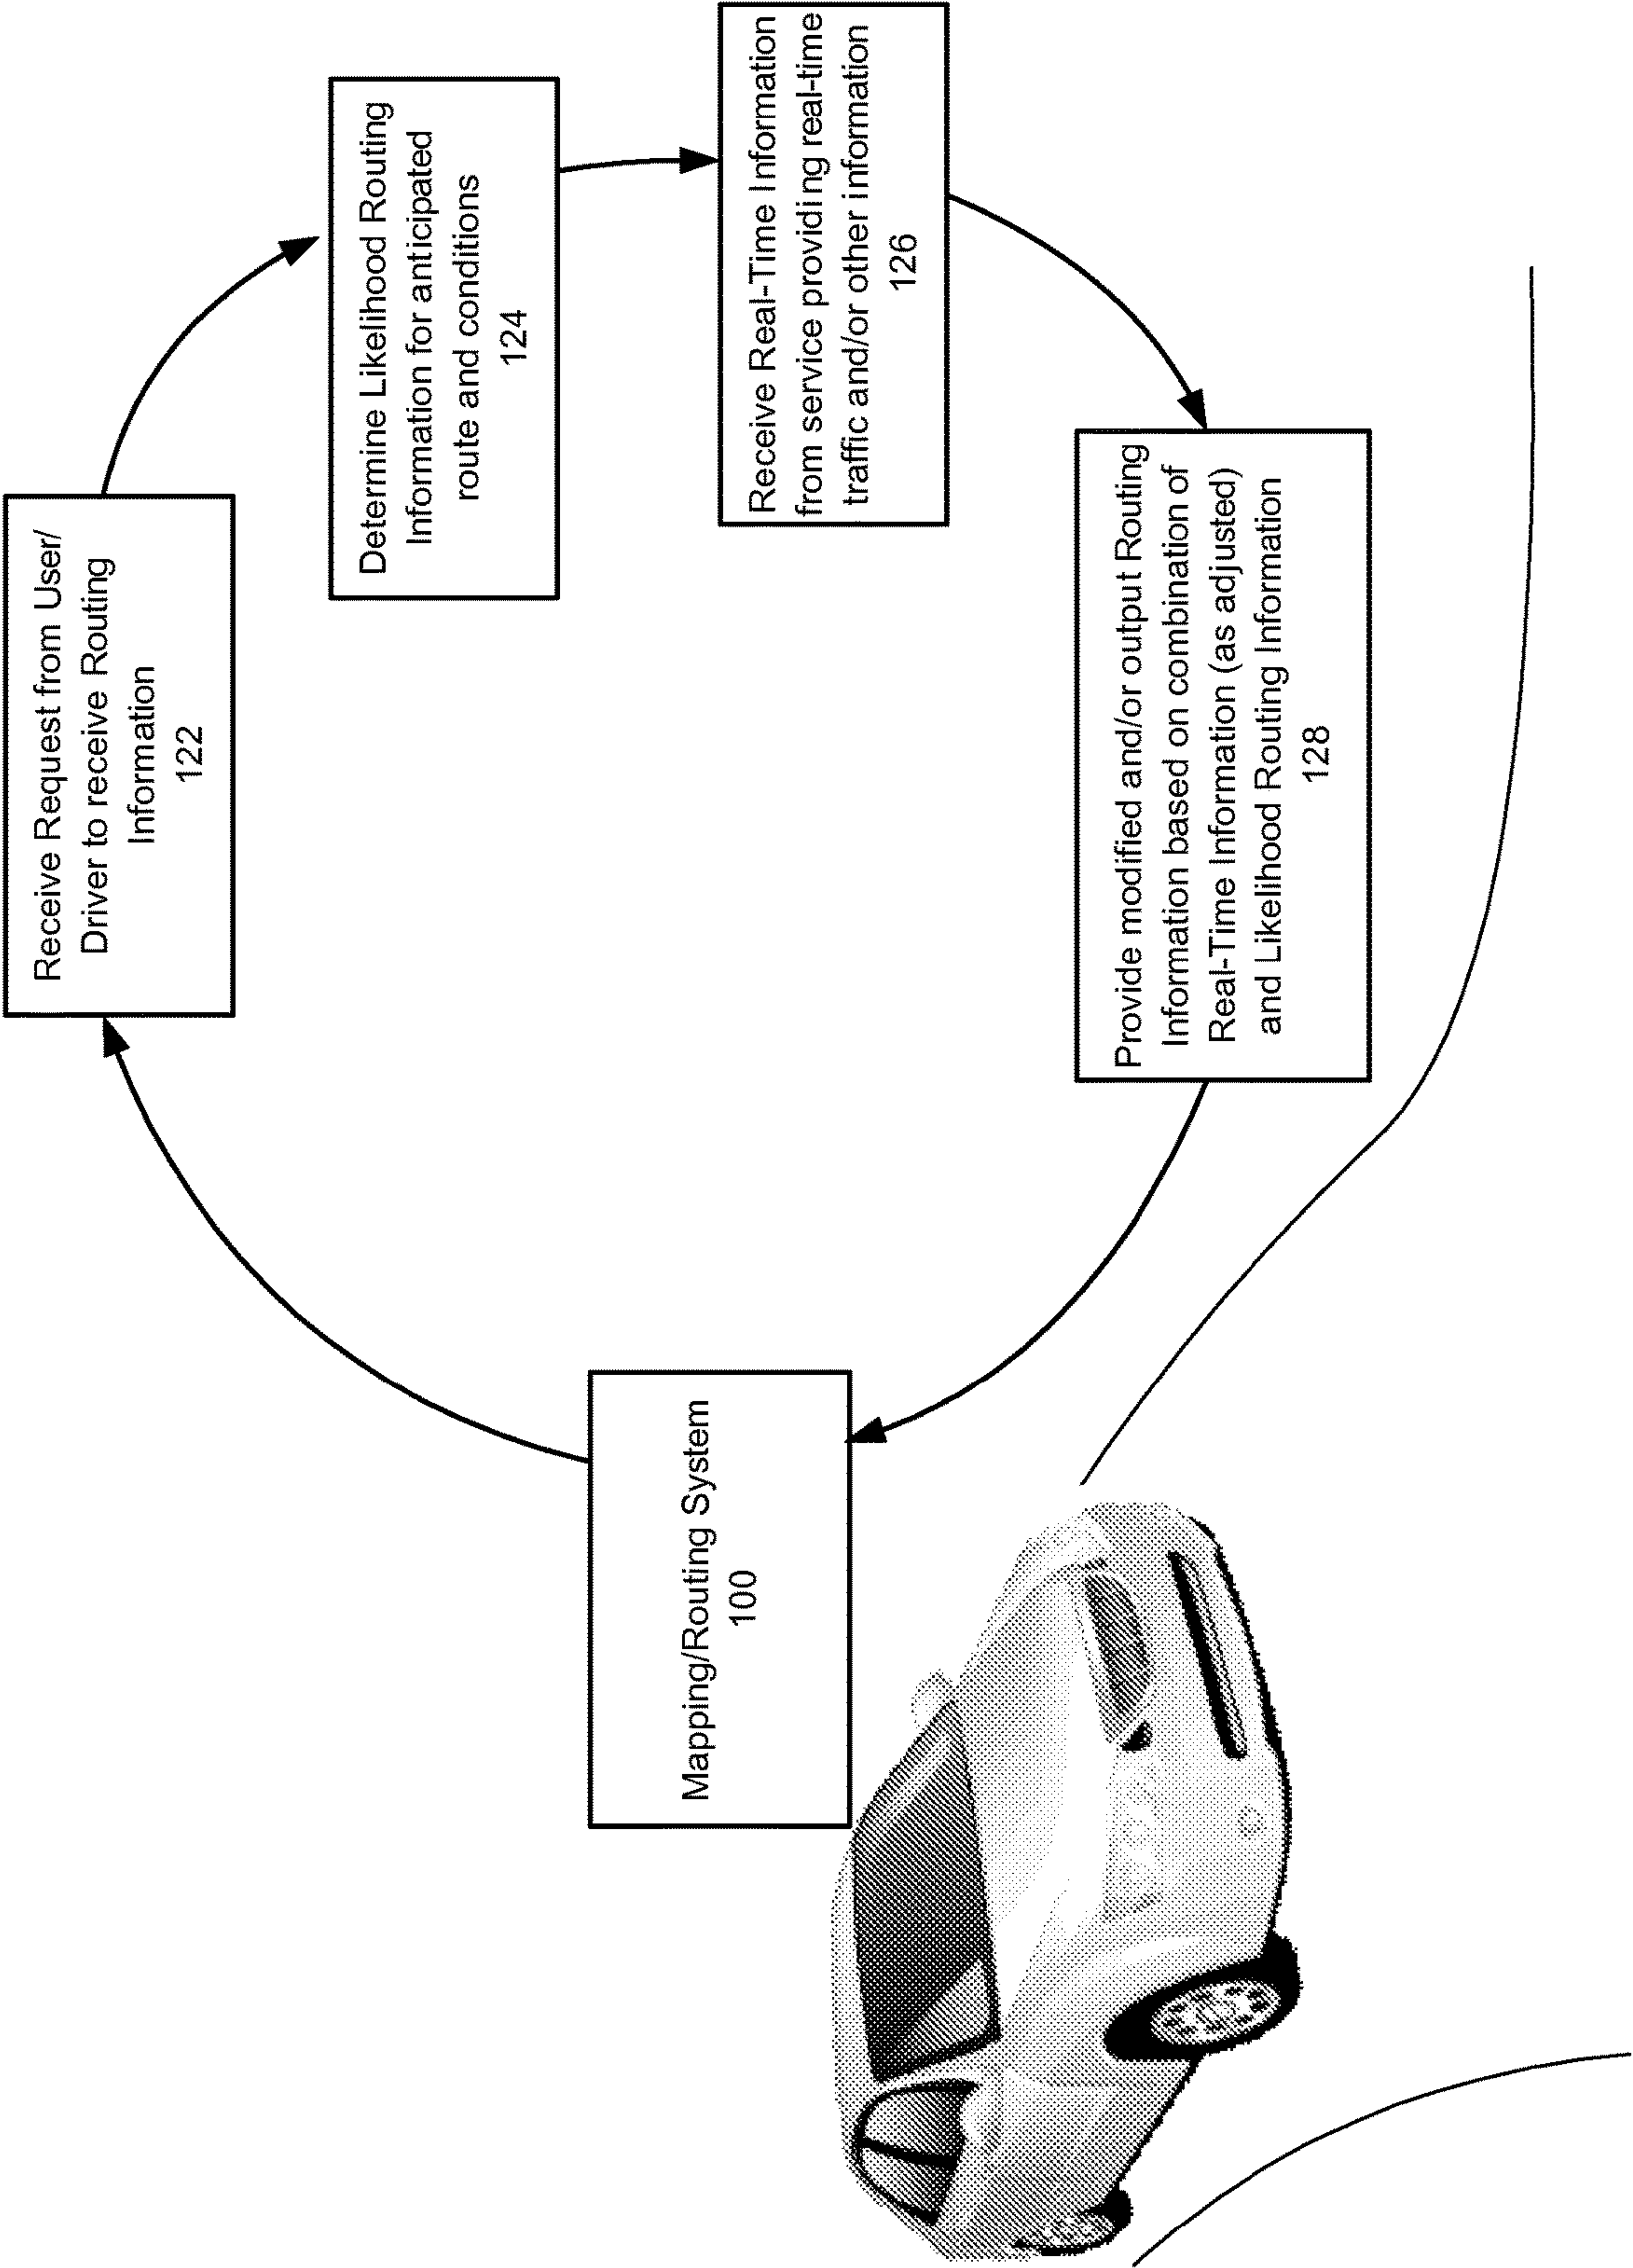 Receive Request from User/
Driver to receive Routing
Information
122
Determine Likelihood Routing
Information for anticipated
route and conditions
124
Receive Real-Time Information
from service providing real-time
traffic and/or other information
126
Provide modified and/or output Routing
Information based on combination of
Real-Time Information (as adjusted)
and Likelihood Routing Information
128
Mapping/Routing System
100